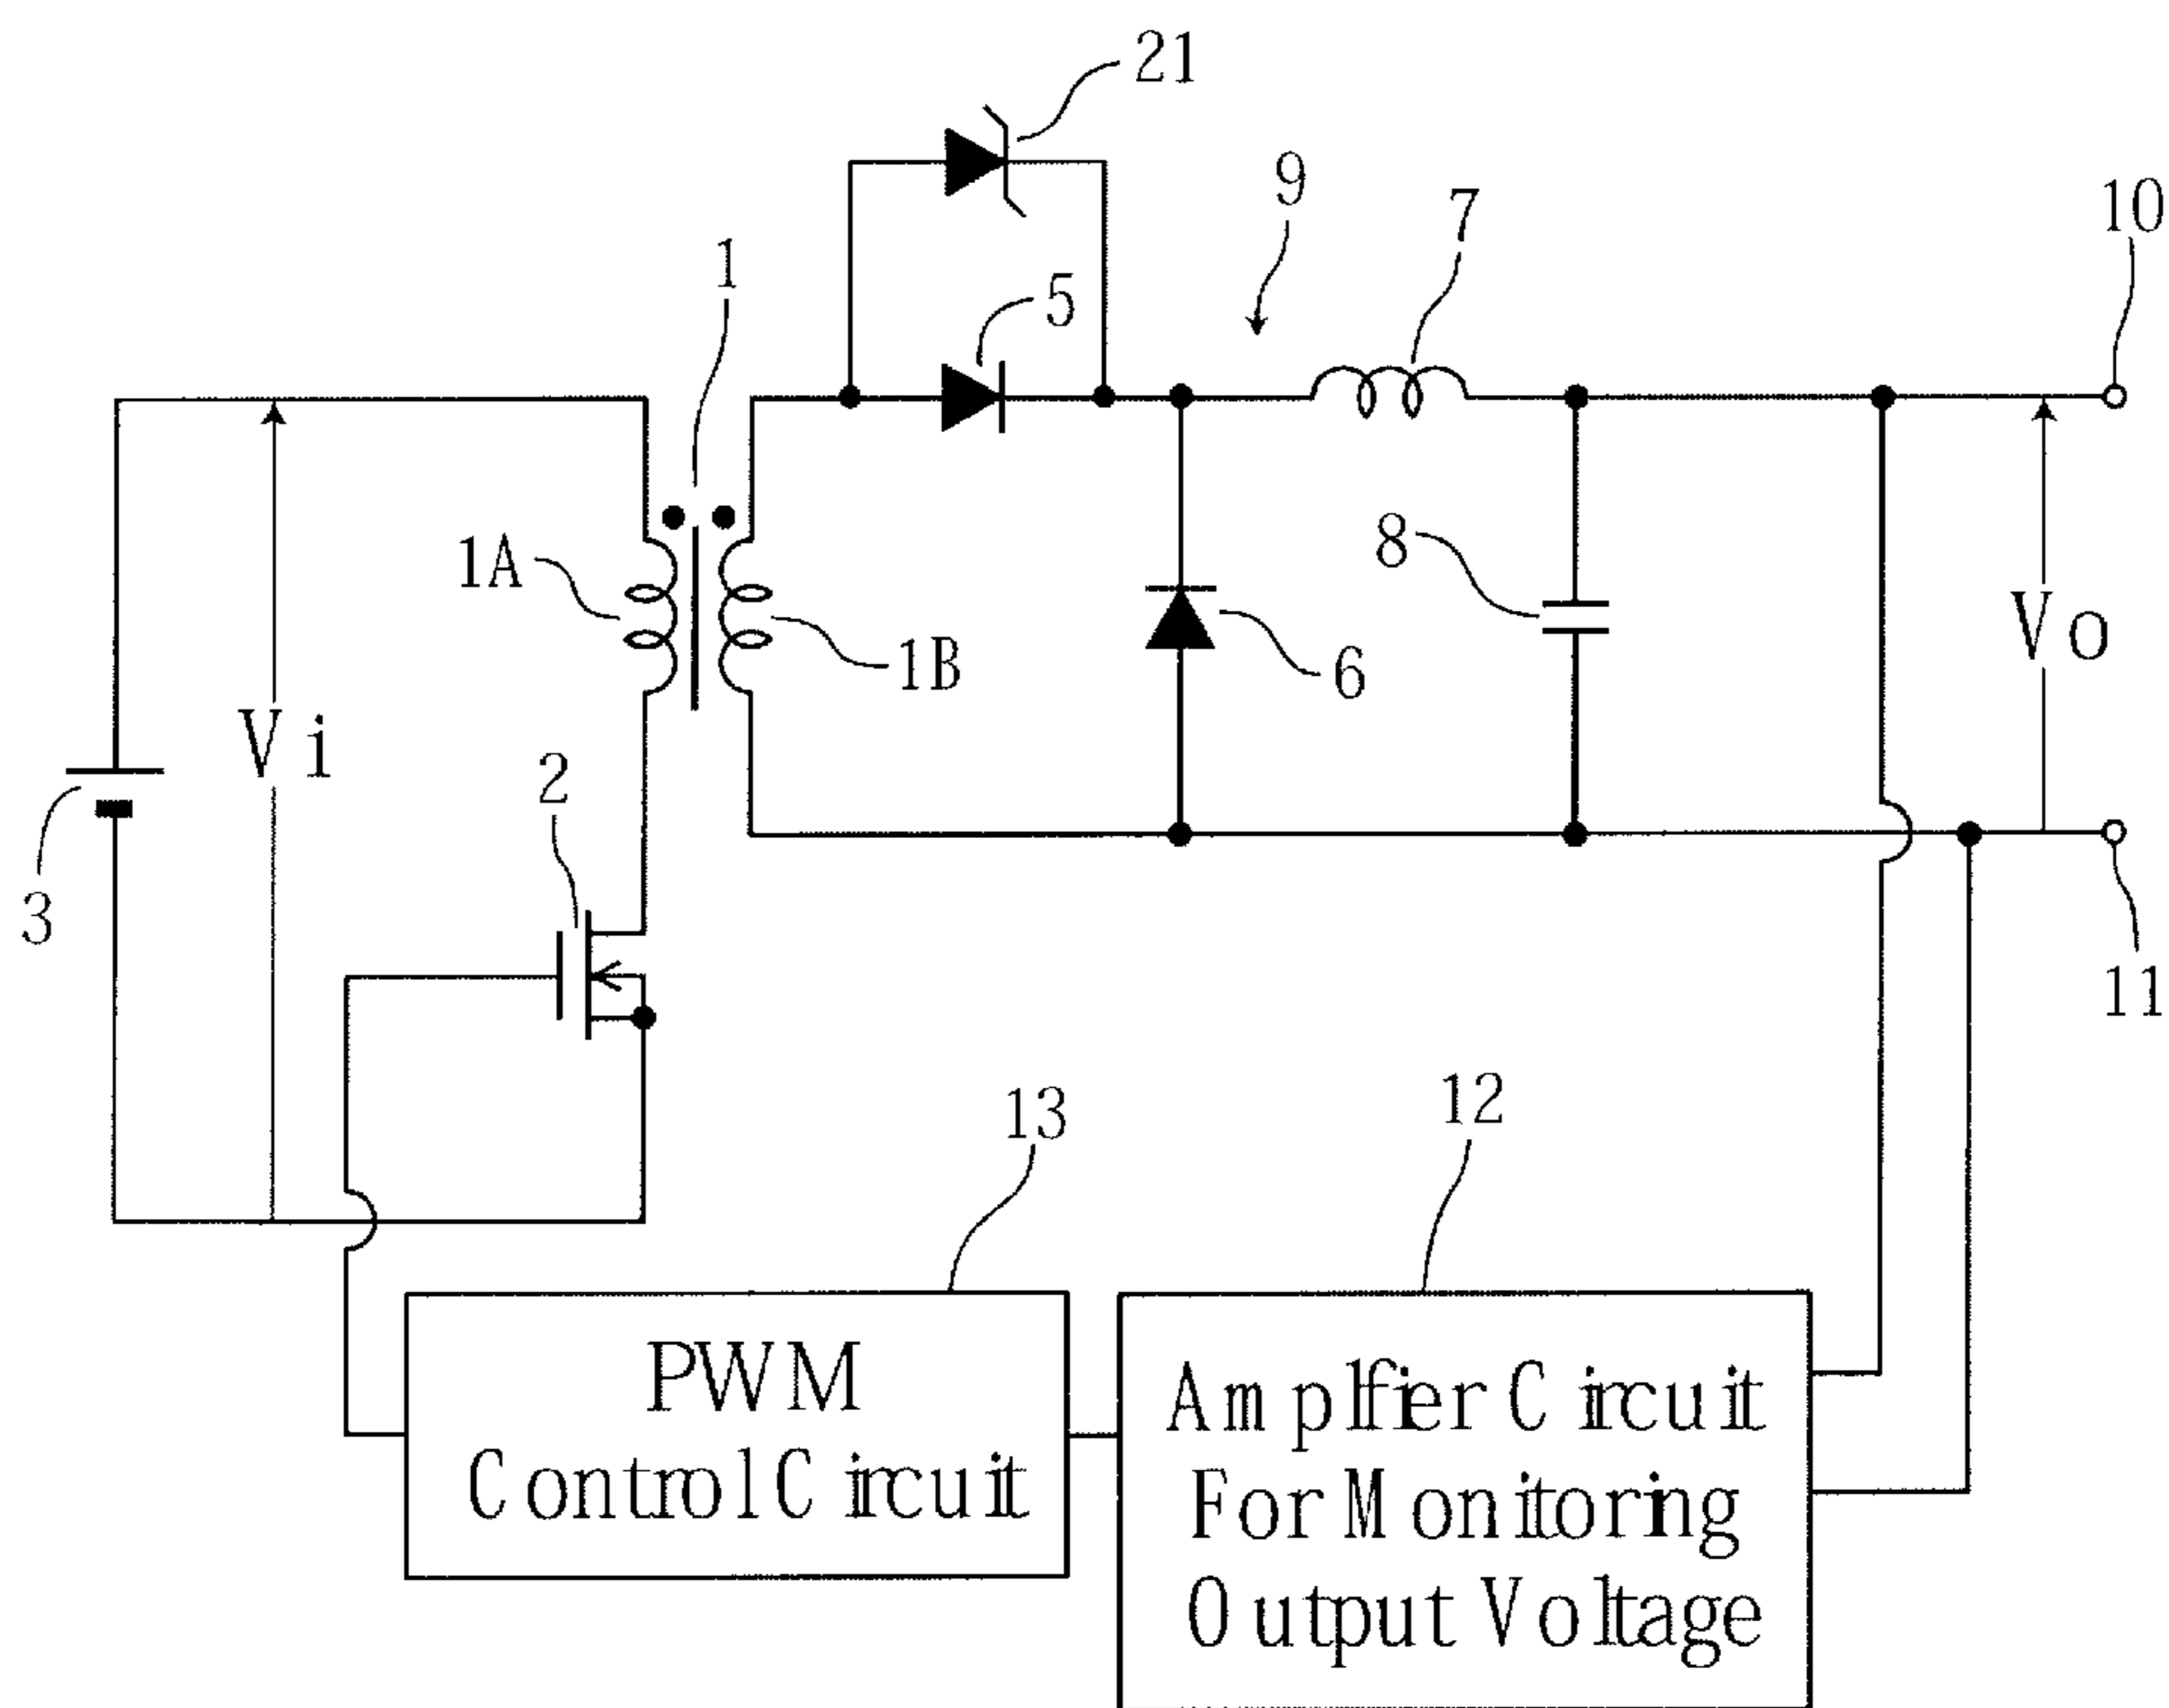 21
9
7
10
1
5
1A
8
Vo
1B
6
Vi
2
3
11
13
12
PWM
Control Circuit
Amplfier Circuit
For Monitoring
Output Voltage